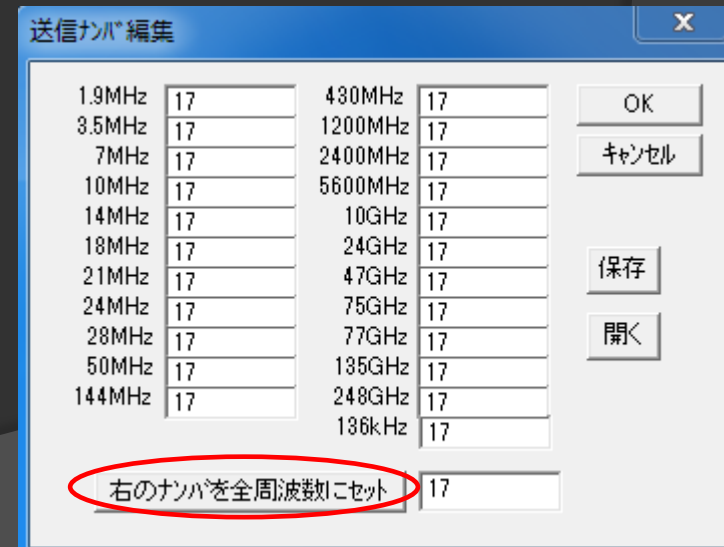 送信ナンバ編集
1.9MHz 17
3.5MHz 17
7MHz 17
10MHz 17
14MHz 17
18MHz 17
21MHz 17
24MHz 17
28MHz 17
50MHz 17
144MHz 17
430MHz 17
1200MHz 17
2400MHz 17
5600MHz 17
10GHz 17
24GHz 17
47GHz 17
75GHz 17
77GHz 17
135GHz 17
248GHz 17
136kHz 17
OK
キャンセル
保存
開く
右のナンバを全周波数にセット 17